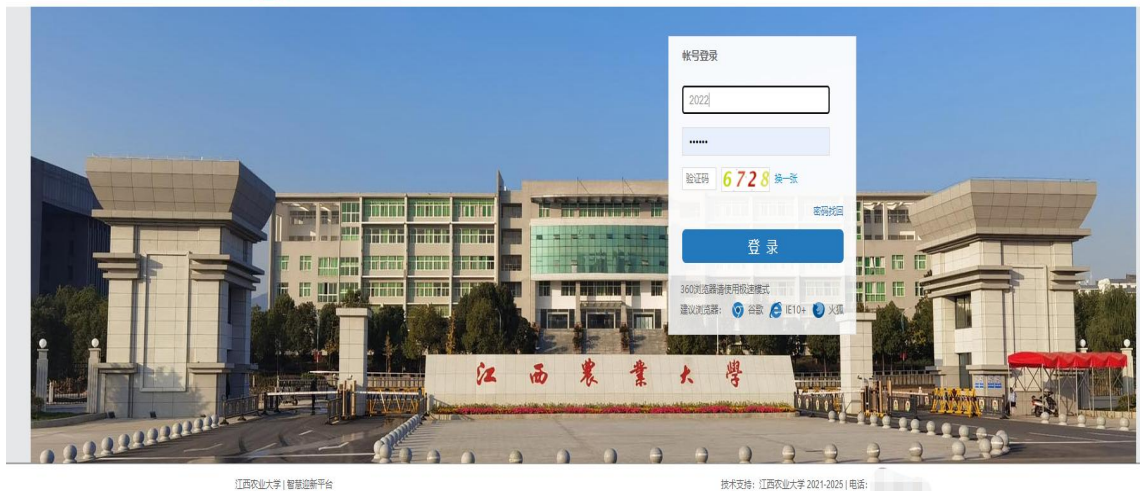 帐号登录
2022
••••••
验证码 6728 换一张
密码找回
登 录
360浏览器请使用极速模式
建议浏览器: 谷歌 IE10+ 火狐
江西農業大學
江西农业大学 | 智慧迎新平台
技术支持：江西农业大学 2021-2025 | 电话：